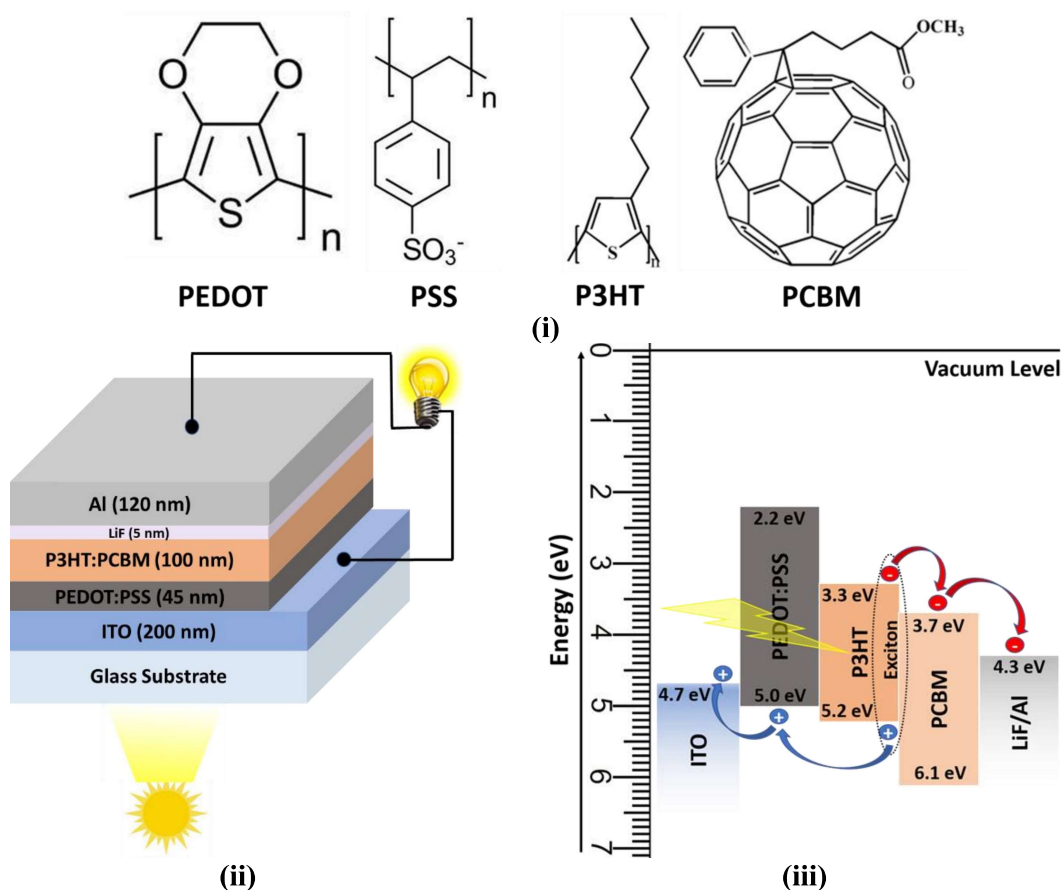 O O
S
n
PEDOT
n
SO₃⁻
PSS
S
n
P3HT
OCH₃
O
PCBM
(i)
Al (120 nm)
LiF (5 nm)
P3HT:PCBM (100 nm)
PEDOT:PSS (45 nm)
ITO (200 nm)
Glass Substrate
(ii)
Energy (eV)
0
1
2
3
4
5
6
7
Vacuum Level
4.7 eV
ITO
2.2 eV
PEDOT:PSS
5.0 eV
3.3 eV
P3HT
Exciton
5.2 eV
3.7 eV
PCBM
6.1 eV
4.3 eV
LiF/Al
+
+
+
-
-
-
(iii)